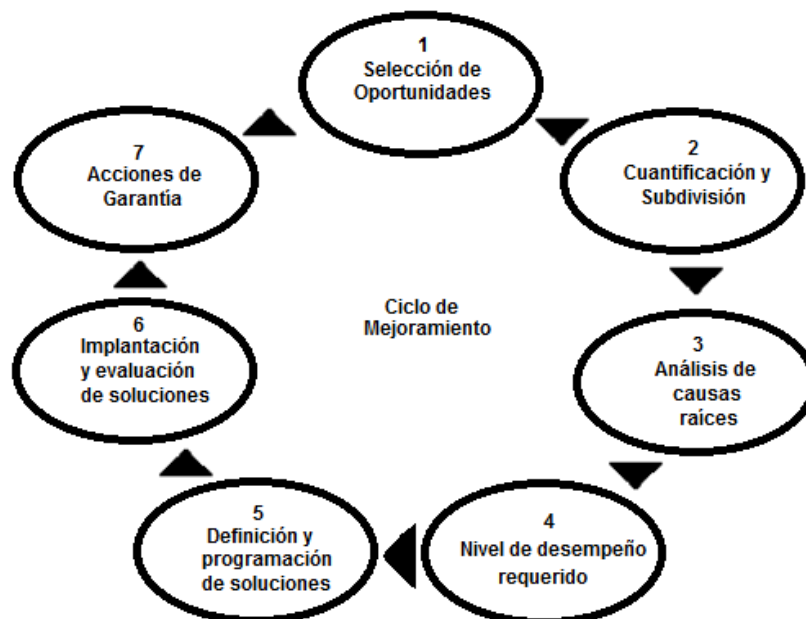 1
Selección de
Oportunidades
2
Cuantificación y
Subdivisión
3
Análisis de
causas
raíces
4
Nivel de desempeño
requerido
5
Definición y
programación
de soluciones
6
Implantación
y evaluación
de soluciones
7
Acciones de
Garantía
Ciclo de
Mejoramiento